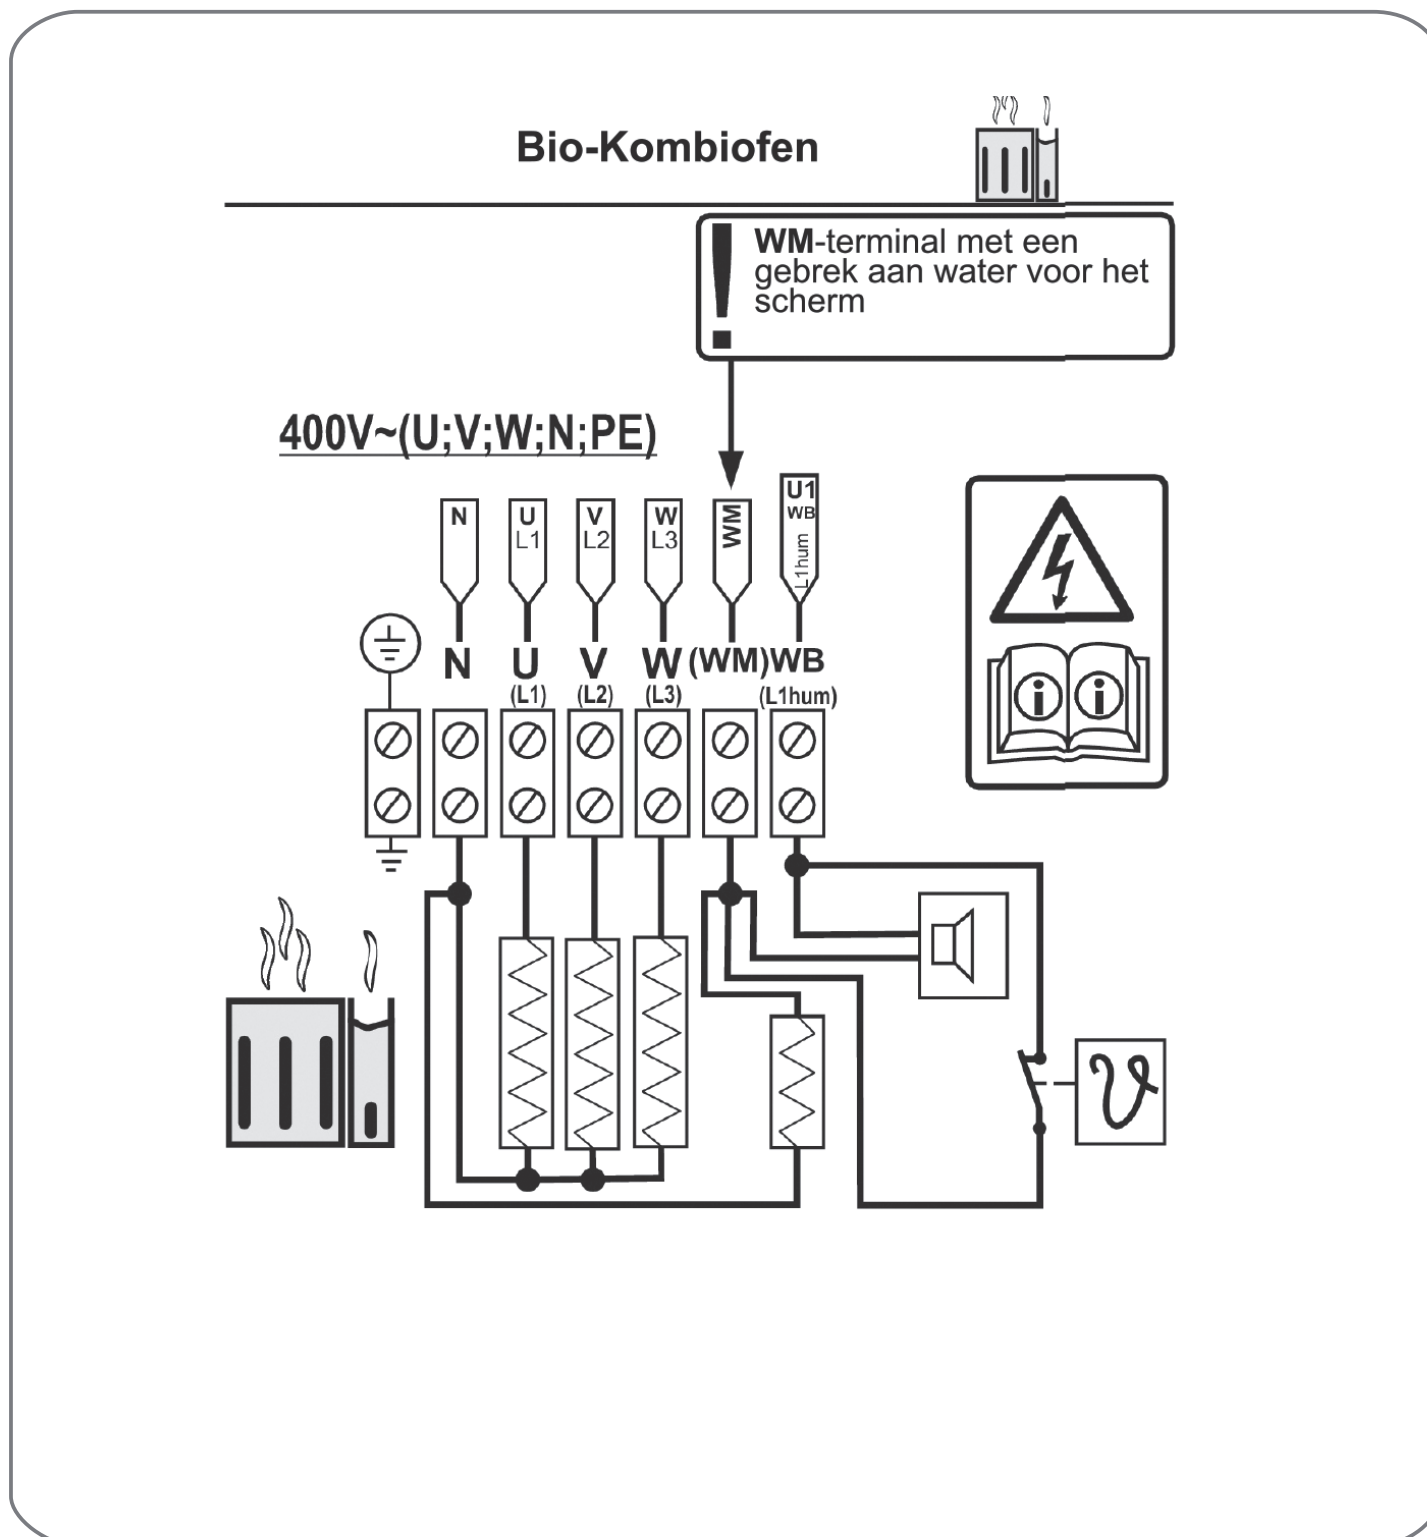 Bio-Kombiofen
WM-terminal met een
gebrek aan water voor het
scherm
400V~(U;V;W;N;PE)
N
U
L1
V
L2
W
L3
WM
U1
WB
L1hum
N U V W (WM) WB
(L1) (L2) (L3) (L1hum)